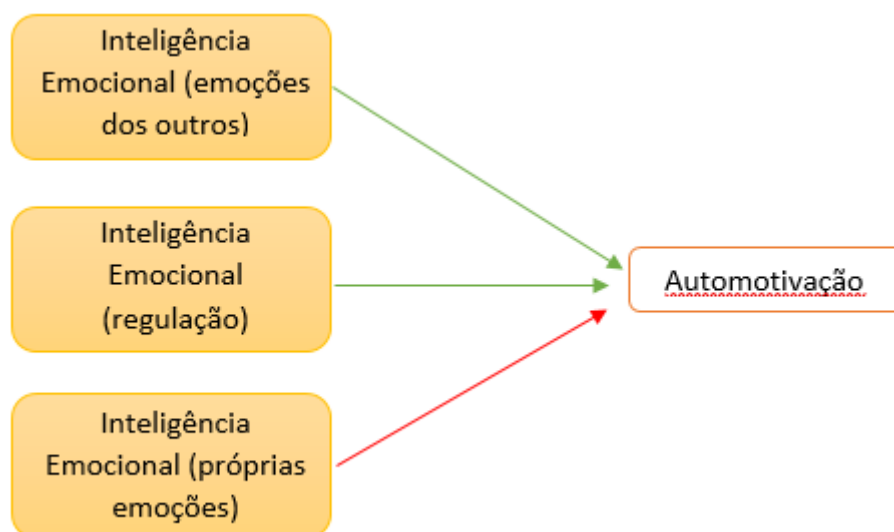 Inteligência
Emocional (emoções
dos outros)
Inteligência
Emocional
(regulação)
Automotivação
Inteligência
Emocional (próprias
emoções)